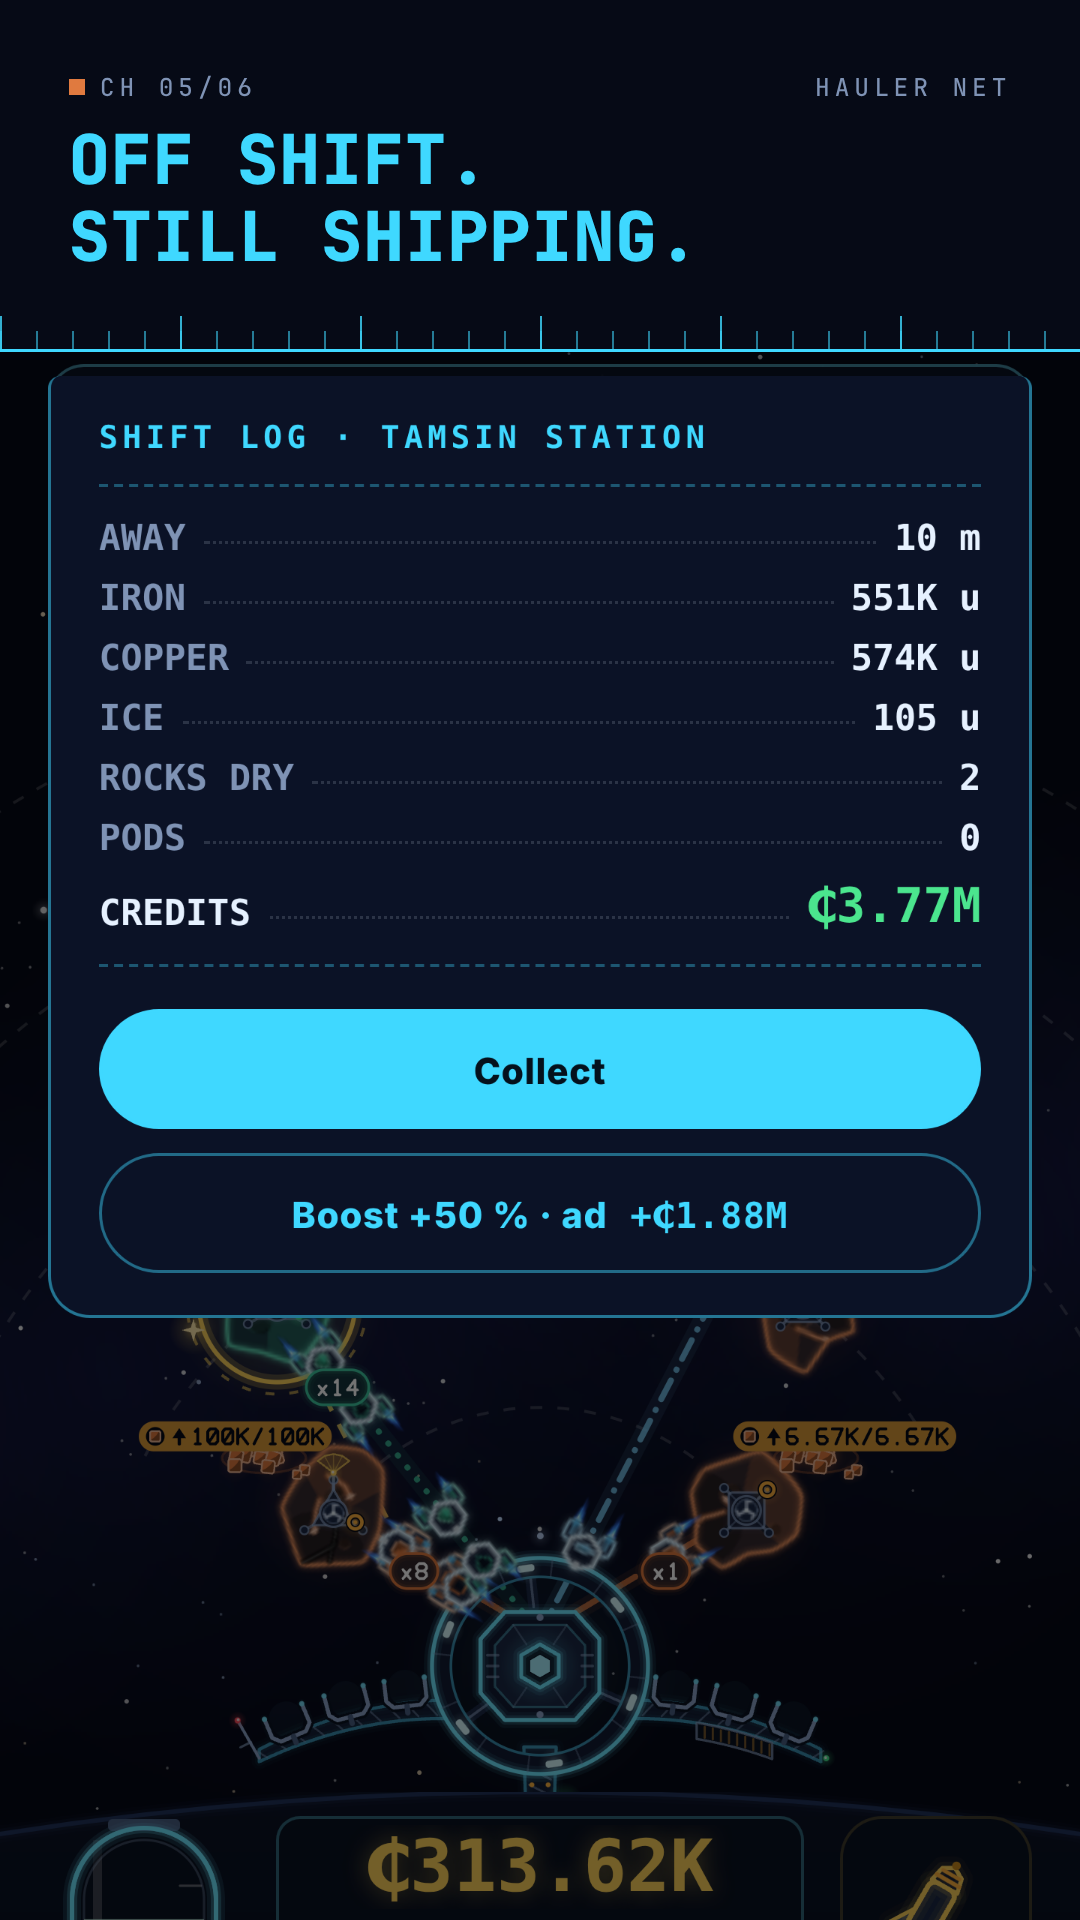 CH 05/06 HAULER NET
OFF SHIFT.
STILL SHIPPING.
SHIFT LOG · TAMSIN STATION
AWAY 10 m
IRON 551K u
COPPER 574K u
ICE 105 u
ROCKS DRY 2
PODS 0
CREDITS ₵3.77M
Collect
Boost +50 % · ad +₵1.88M
x14
100K/100K 6.67K/6.67K
x8 x1
₵313.62K